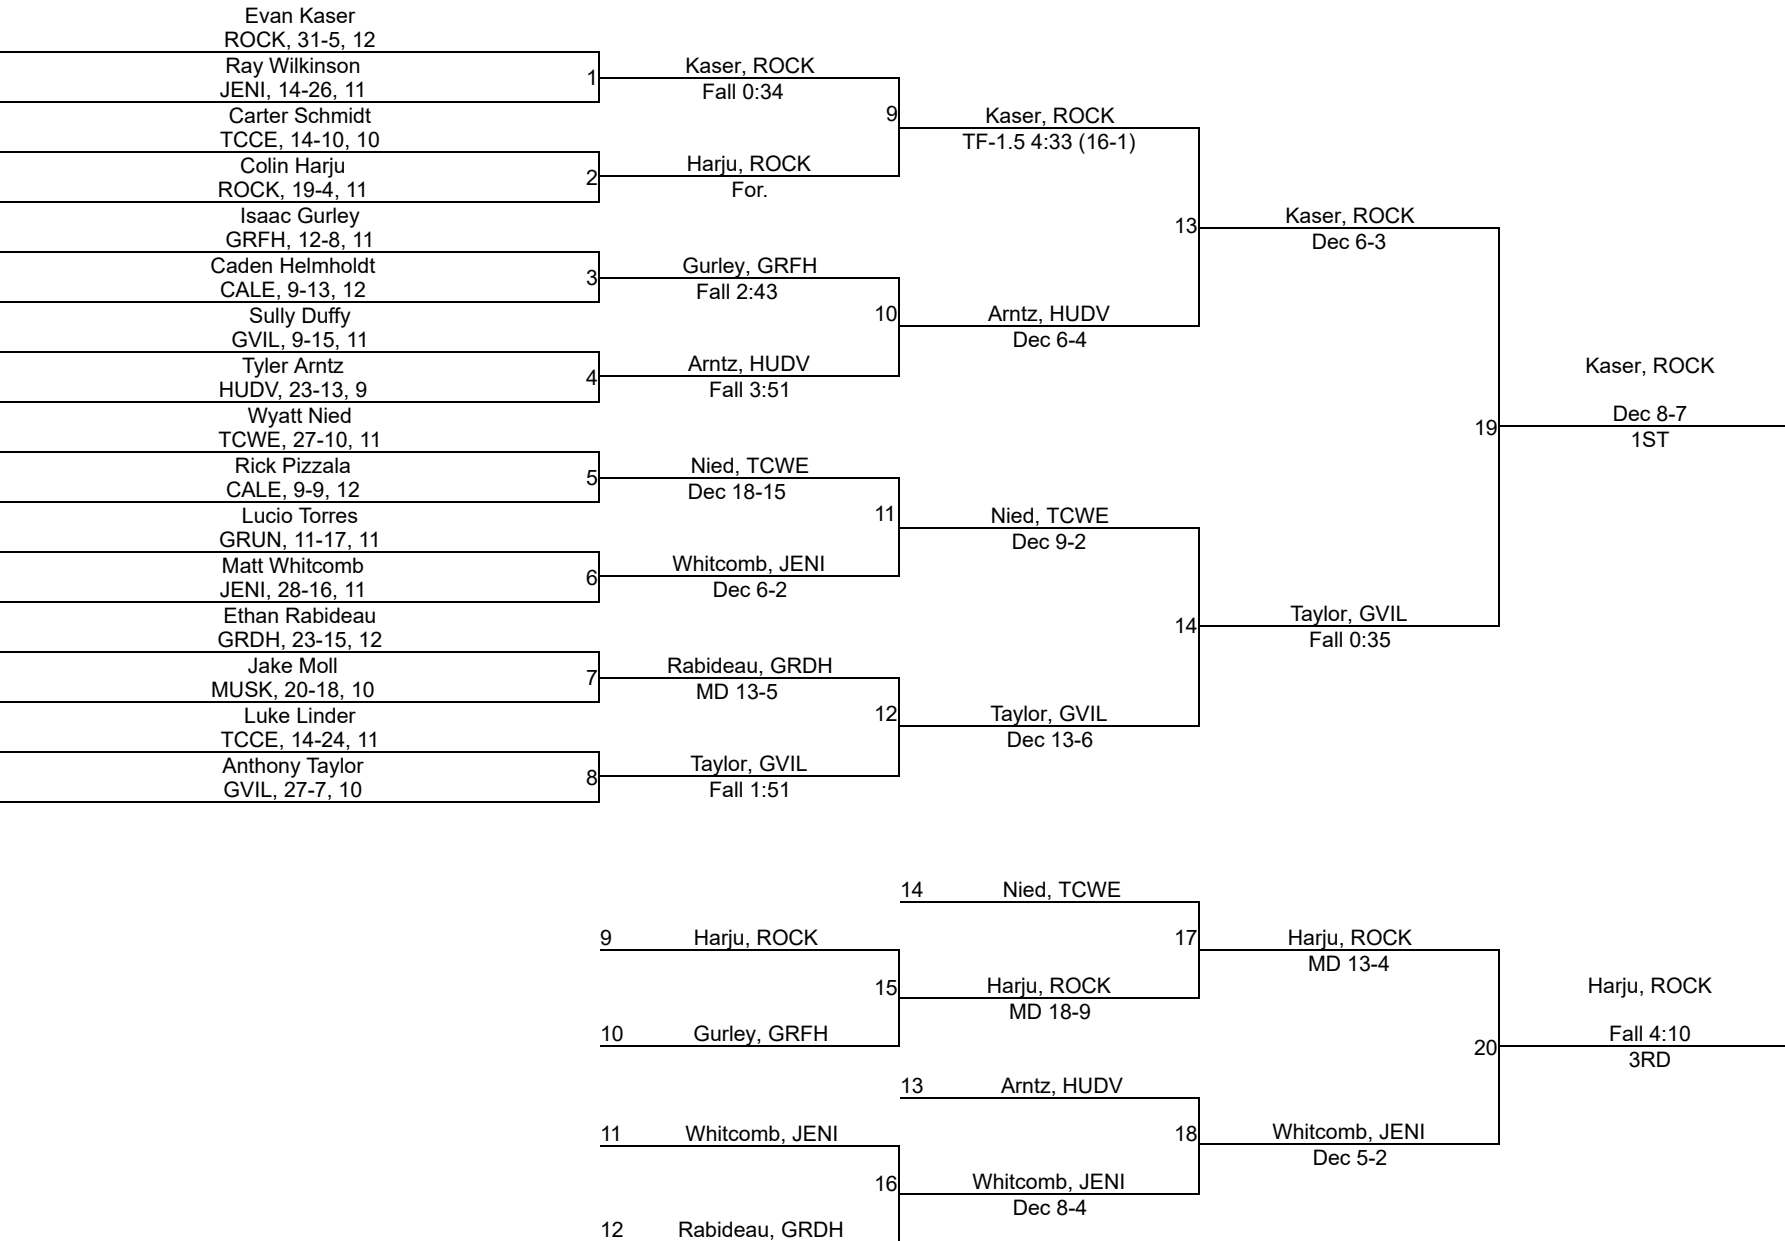 Evan Kaser
ROCK, 31-5, 12
Ray Wilkinson
JENI, 14-26, 11
Carter Schmidt
TCCE, 14-10, 10
Colin Harju
ROCK, 19-4, 11
Isaac Gurley
GRFH, 12-8, 11
Caden Helmholdt
CALE, 9-13, 12
Sully Duffy
GVIL, 9-15, 11
Tyler Arntz
HUDV, 23-13, 9
Wyatt Nied
TCWE, 27-10, 11
Rick Pizzala
CALE, 9-9, 12
Lucio Torres
GRUN, 11-17, 11
Matt Whitcomb
JENI, 28-16, 11
Ethan Rabideau
GRDH, 23-15, 12
Jake Moll
MUSK, 20-18, 10
Luke Linder
TCCE, 14-24, 11
Anthony Taylor
GVIL, 27-7, 10
1
Kaser, ROCK
Fall 0:34
2
Harju, ROCK
For.
3
Gurley, GRFH
Fall 2:43
4
Arntz, HUDV
Fall 3:51
5
Nied, TCWE
Dec 18-15
6
Whitcomb, JENI
Dec 6-2
7
Rabideau, GRDH
MD 13-5
8
Taylor, GVIL
Fall 1:51
9
Kaser, ROCK
TF-1.5 4:33 (16-1)
10
Arntz, HUDV
Dec 6-4
11
Nied, TCWE
Dec 9-2
12
Taylor, GVIL
Dec 13-6
13
Kaser, ROCK
Dec 6-3
14
Taylor, GVIL
Fall 0:35
19
Kaser, ROCK
Dec 8-7
1ST
14 Nied, TCWE
9 Harju, ROCK
10 Gurley, GRFH
15
Harju, ROCK
MD 18-9
17
Harju, ROCK
MD 13-4
13 Arntz, HUDV
11 Whitcomb, JENI
12 Rabideau, GRDH
16
Whitcomb, JENI
Dec 8-4
18
Whitcomb, JENI
Dec 5-2
20
Harju, ROCK
Fall 4:10
3RD